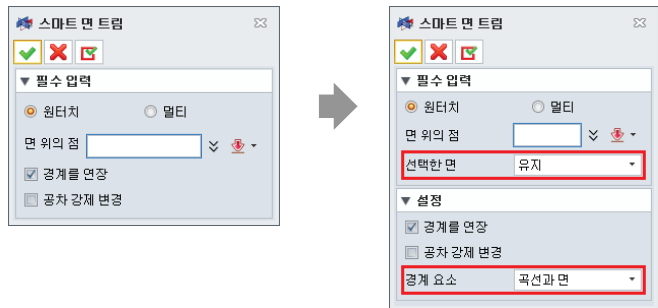 스마트 면 트림
▼ 필수 입력
원터치 멀티
면 위의 점
경계를 연장
공차 강제 변경
스마트 면 트림
▼ 필수 입력
원터치 멀티
면 위의 점
선택한 면 유지
▼ 설정
경계를 연장
공차 강제 변경
경계 요소 곡선과 면